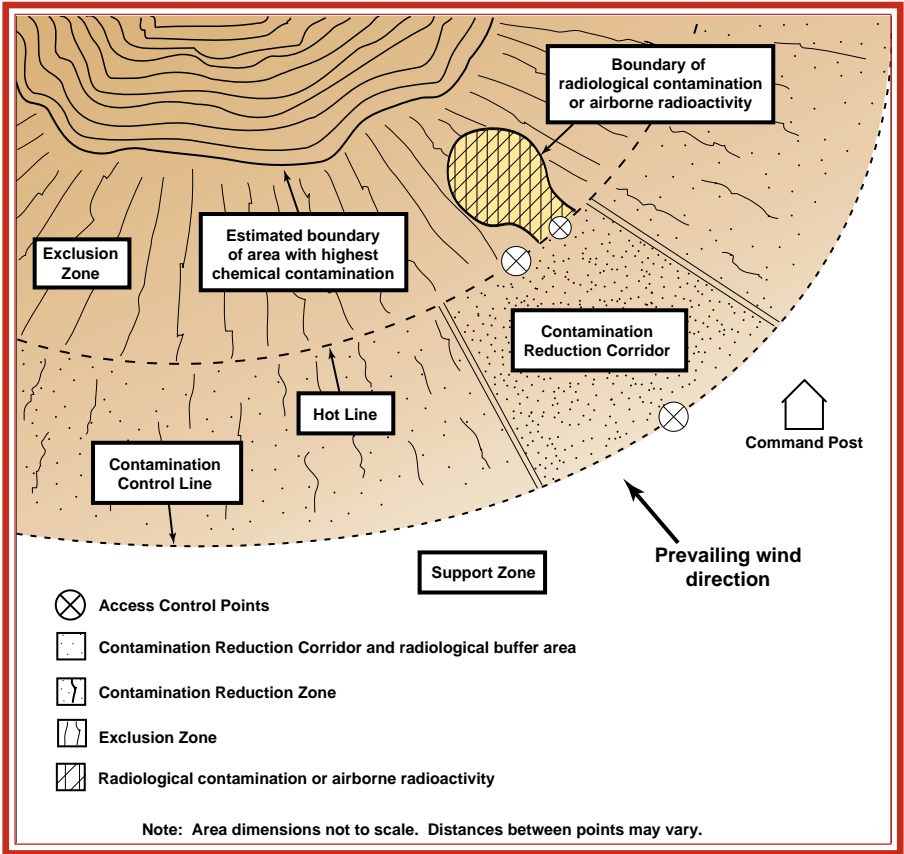 Boundary of
radiological contamination
or airborne radioactivity
Estimated boundary
of area with highest
chemical contamination
Exclusion
Zone
Contamination
Reduction Corridor
Hot Line
Command Post
Contamination
Control Line
Prevailing wind
direction
Support Zone
Access Control Points
Contamination Reduction Corridor and radiological buffer area
Contamination Reduction Zone
Exclusion Zone
Radiological contamination or airborne radioactivity
Note: Area dimensions not to scale. Distances between points may vary.